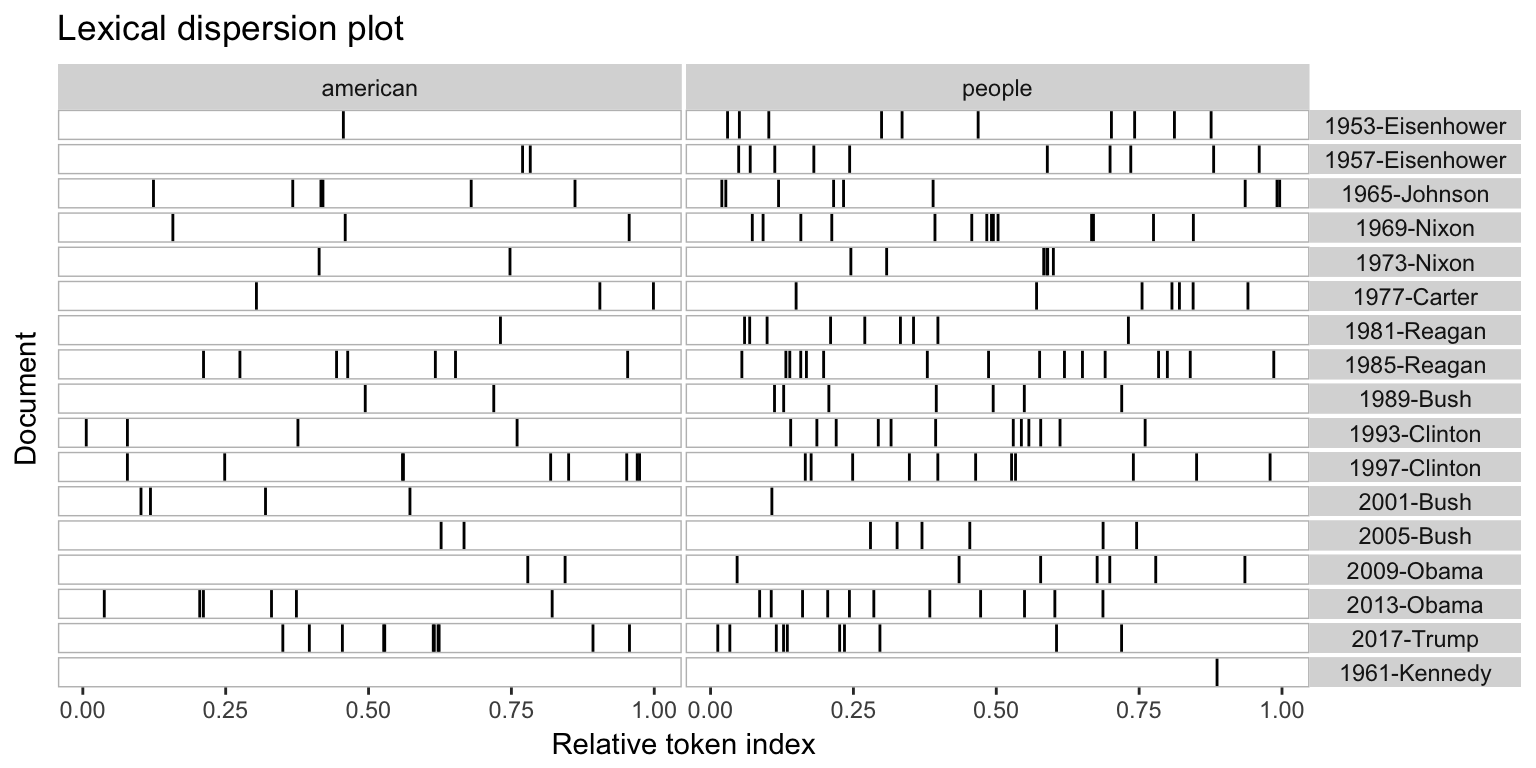 Lexical dispersion plot
american people
1953-Eisenhower
1957-Eisenhower
1965-Johnson
1969-Nixon
1973-Nixon
1977-Carter
1981-Reagan
1985-Reagan
1989-Bush
1993-Clinton
1997-Clinton
2001-Bush
2005-Bush
2009-Obama
2013-Obama
2017-Trump
1961-Kennedy
Document
0.00 0.25 0.50 0.75 1.00 0.00 0.25 0.50 0.75 1.00
Relative token index